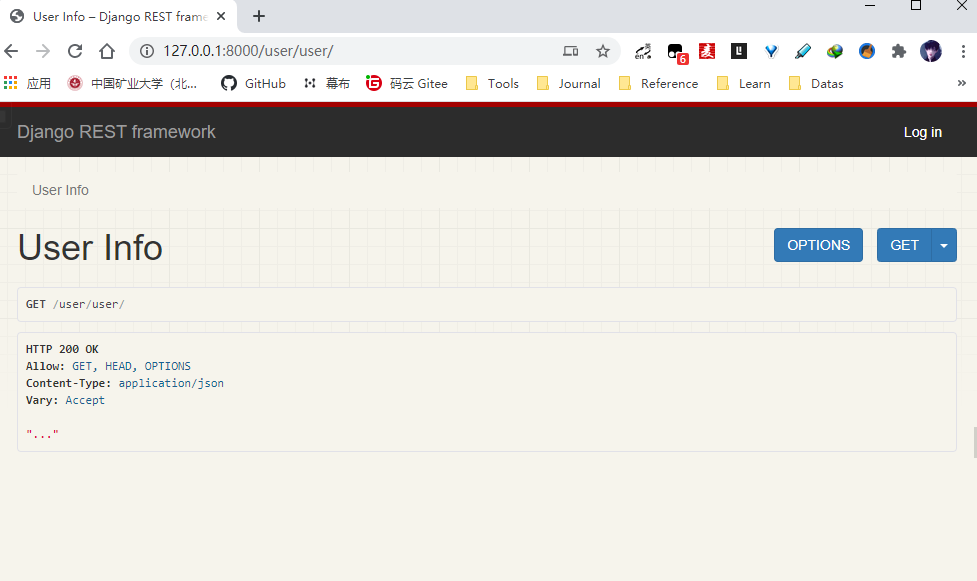 User Info – Django REST frame
127.0.0.1:8000/user/user/
en
6
麦
应用 中国矿业大学（北... GitHub 幕布 码云 Gitee Tools Journal Reference Learn Datas »
Django REST framework Log in
User Info
User Info OPTIONS GET
GET /user/user/
HTTP 200 OK
Allow: GET, HEAD, OPTIONS
Content-Type: application/json
Vary: Accept
"..."